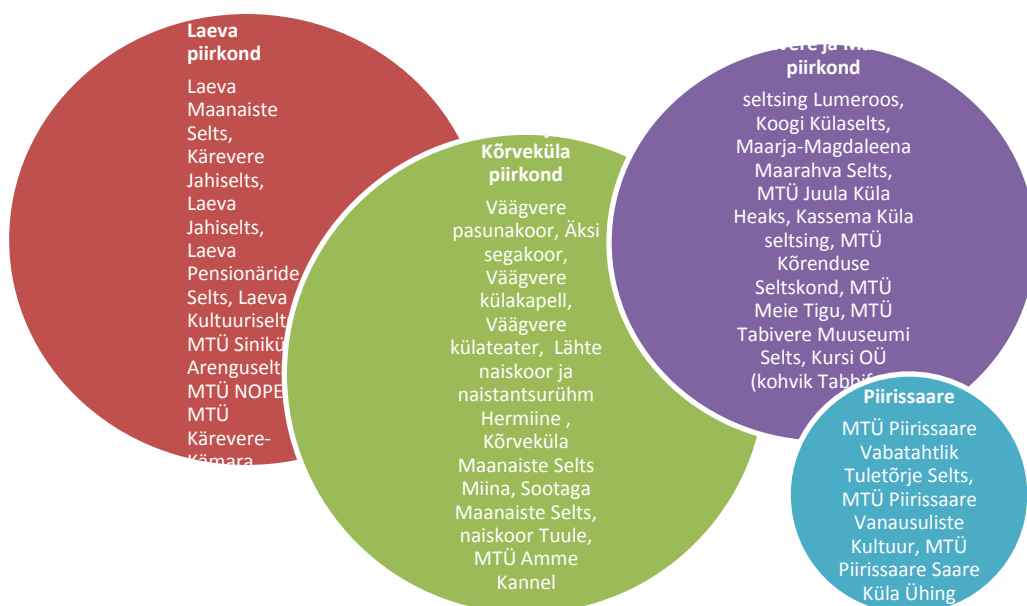 Laeva
piirkond
Laeva
Maanaiste
Selts,
Kärevere
Jahiselts,
Laeva
Jahiselts,
Laeva
Pensionäride
Selts, Laeva
MTÜ
MTÜ NOPE
MTÜ
Kärevere-
Kämara
Kõrveküla
piirkond
Väägvere
pasunakoor, Äksi
segakoor,
Väägvere
külakapell,
Väägvere
külateater, Lähte
naiskoor ja
naistantsurühm
Hermiine ,
Kõrveküla
Maanaiste Selts
Miina, Sootaga
Maanaiste Selts,
naiskoor Tuule,
MTÜ Amme
Kannel
ja
piirkond
seltsing Lumeroos,
Koogi Külaselts,
Maarja-Magdaleena
Maarahva Selts,
MTÜ Juula Küla
Heaks, Kassema Küla
seltsing, MTÜ
Kõrenduse
Seltskond, MTÜ
Meie Tigu, MTÜ
Tabivere Muuseumi
Selts, Kursi OÜ
(kohvik
Piirissaare
MTÜ Piirissaare
Vabatahtlik
Tuletõrje Selts,
MTÜ Piirissaare
Vanausuliste
Kultuur, MTÜ
Piirissaare Saare
Küla Ühing